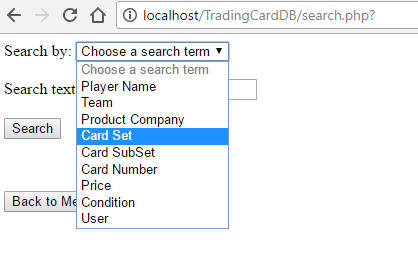 localhost/TradingCardDB/search.php?
Search by: Choose a search term
Choose a search term
Search text
Player Name
Team
Product Company
Card Set
Card SubSet
Card Number
Price
Condition
User
Search
Back to Me